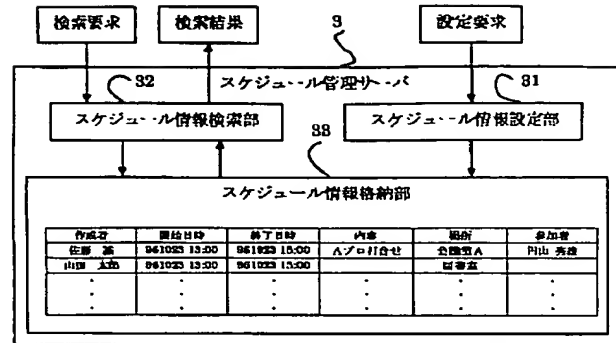 検索要求 検索結果 3 設定要求
スケジュール管理サーバ
32 31
スケジュール情報検索部 スケジュール情報設定部
33
スケジュール情報格納部
作成者 開始日時 終了日時 内容 場所 参加者
佐藤 961023 13:00 961023 15:00 Aプロ打合せ 会議室A 円山
山田 太郎 961023 13:00 961023 15:00 図書室